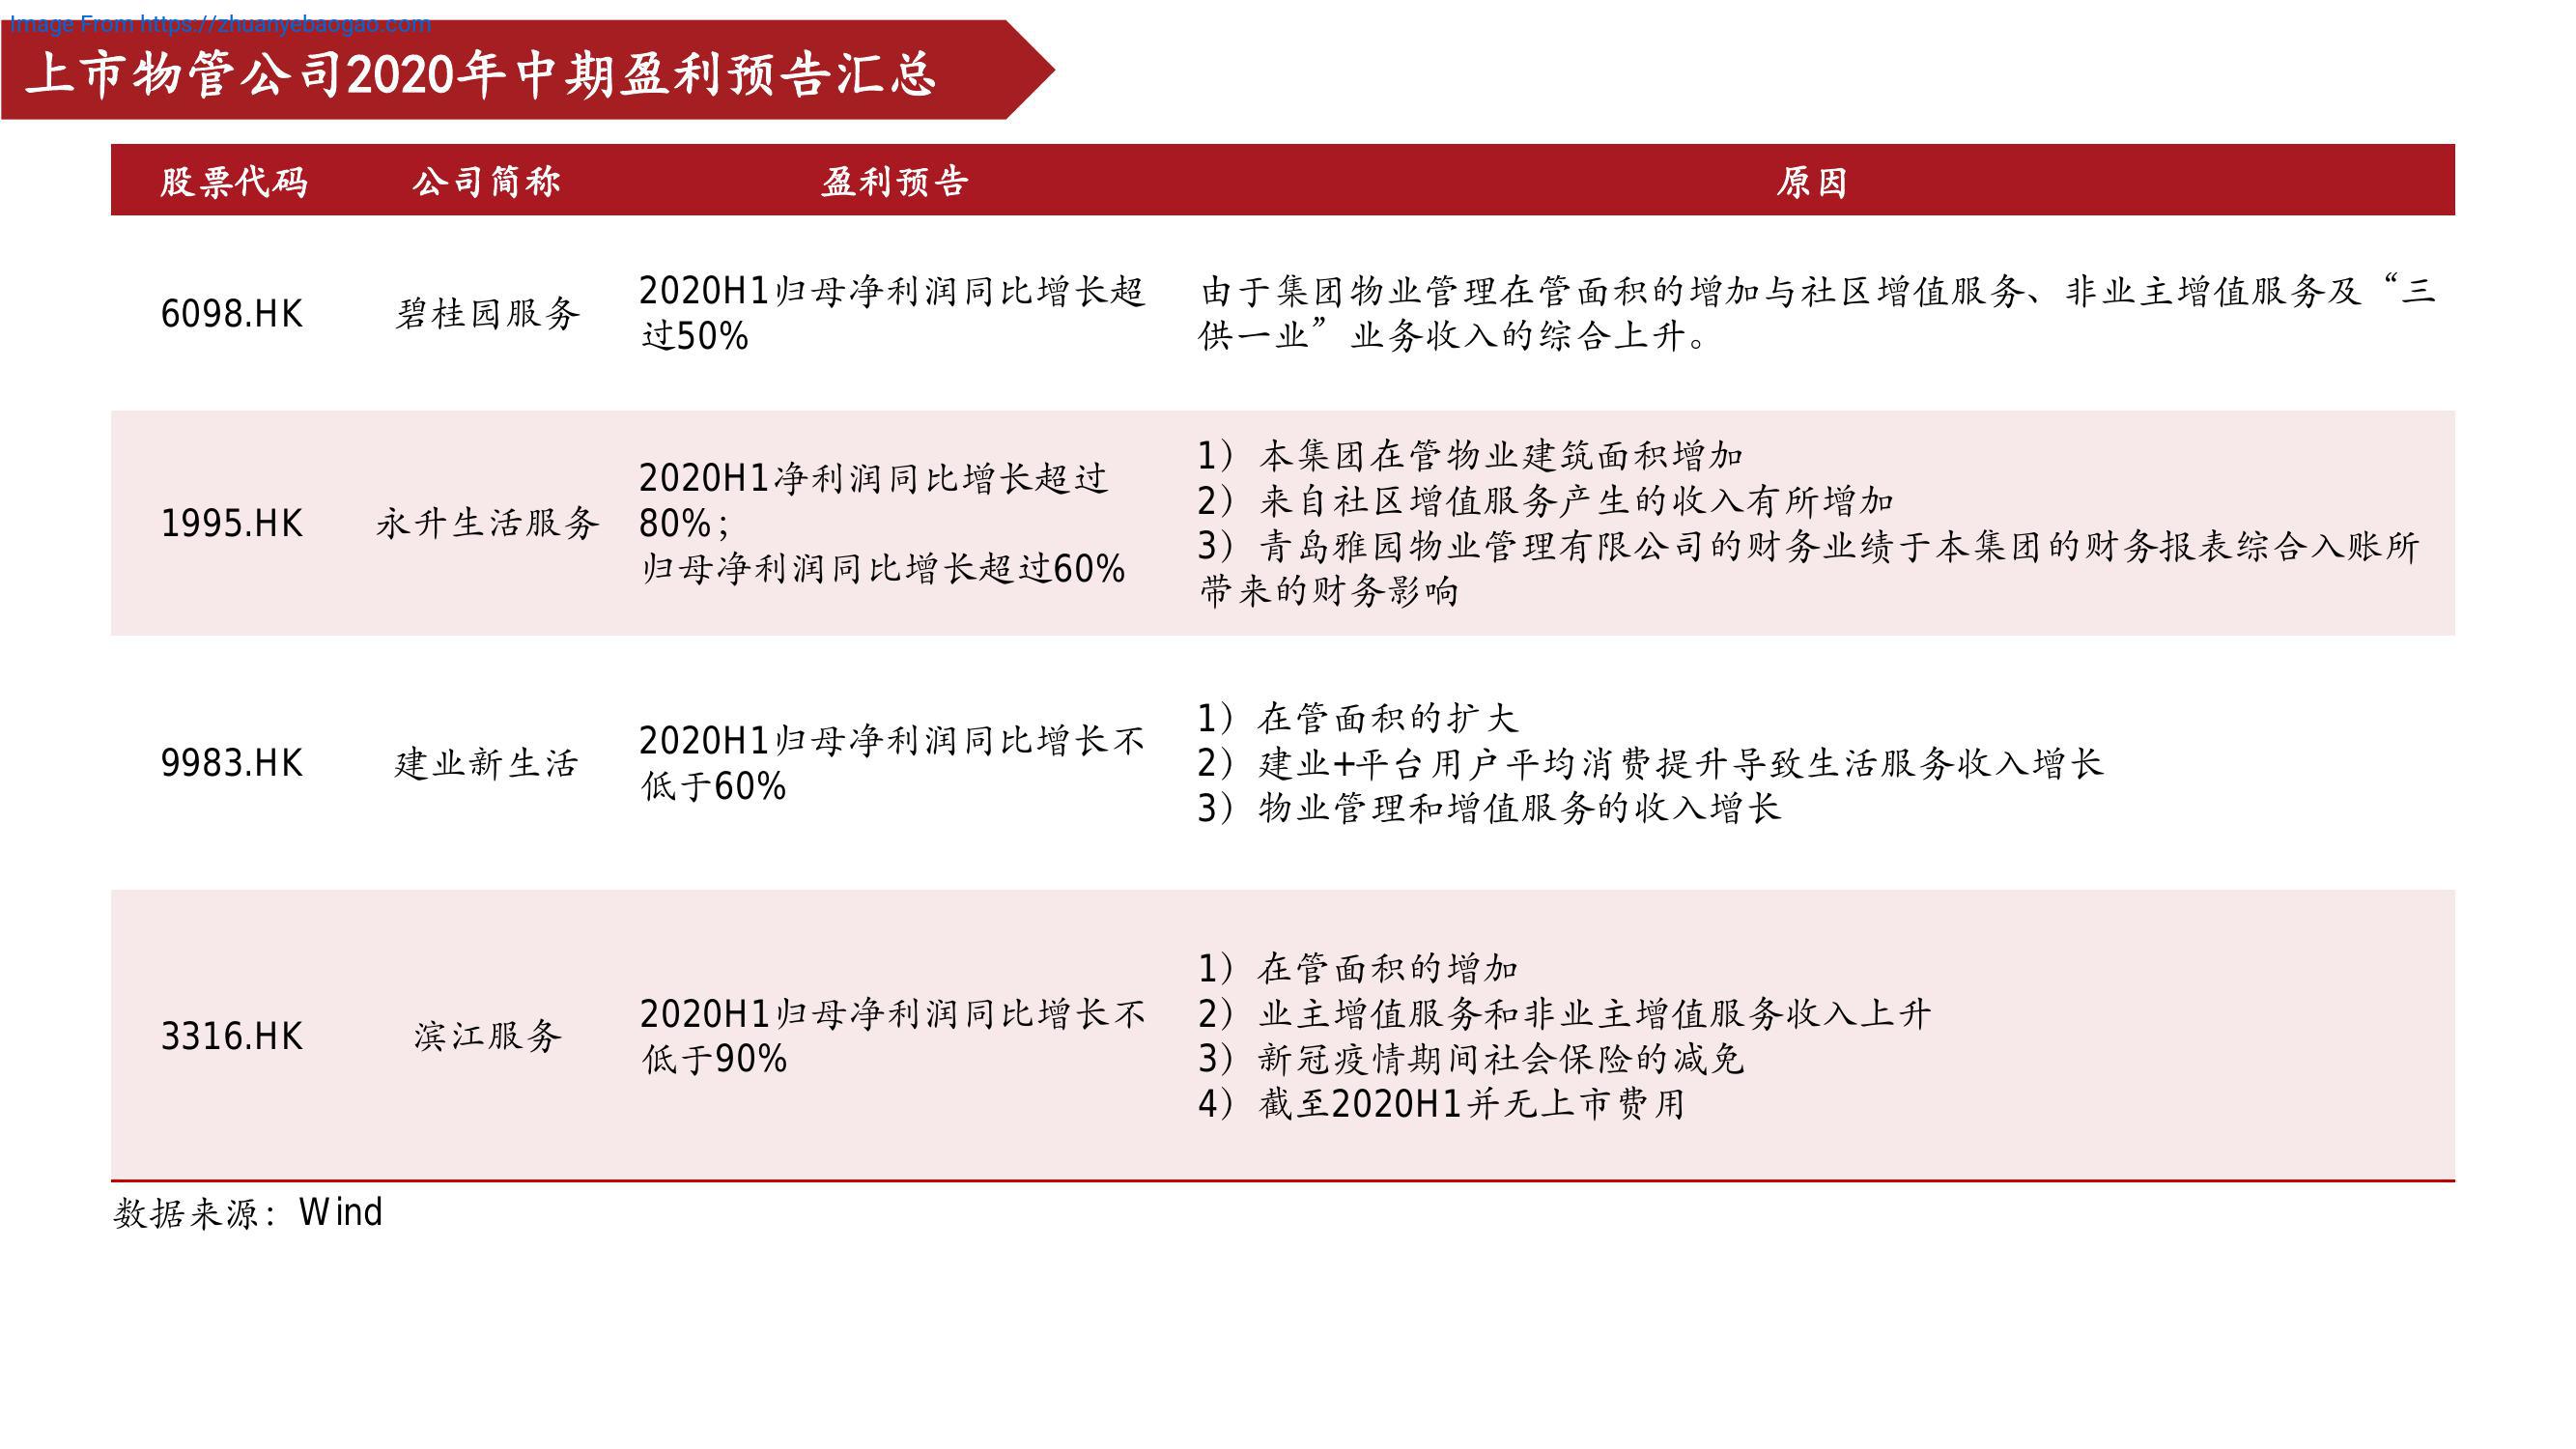 Image From https://zhuanyebaogao.com
上市物管公司2020年中期盈利预告汇总
股票代码 公司简称 盈利预告 原因
6098.HK 碧桂园服务
2020H1归母净利润同比增长超
过50%
由于集团物业管理在管面积的增加与社区增值服务、非业主增值服务及“三
供一业”业务收入的综合上升。
1995.HK 永升生活服务
2020H1净利润同比增长超过
80%；
归母净利润同比增长超过60%
1）本集团在管物业建筑面积增加
2）来自社区增值服务产生的收入有所增加
3）青岛雅园物业管理有限公司的财务业绩于本集团的财务报表综合入账所
带来的财务影响
9983.HK 建业新生活
2020H1归母净利润同比增长不
低于60%
1）在管面积的扩大
2）建业+平台用户平均消费提升导致生活服务收入增长
3）物业管理和增值服务的收入增长
3316.HK 滨江服务
2020H1归母净利润同比增长不
低于90%
1）在管面积的增加
2）业主增值服务和非业主增值服务收入上升
3）新冠疫情期间社会保险的减免
4）截至2020H1并无上市费用
数据来源：Wind